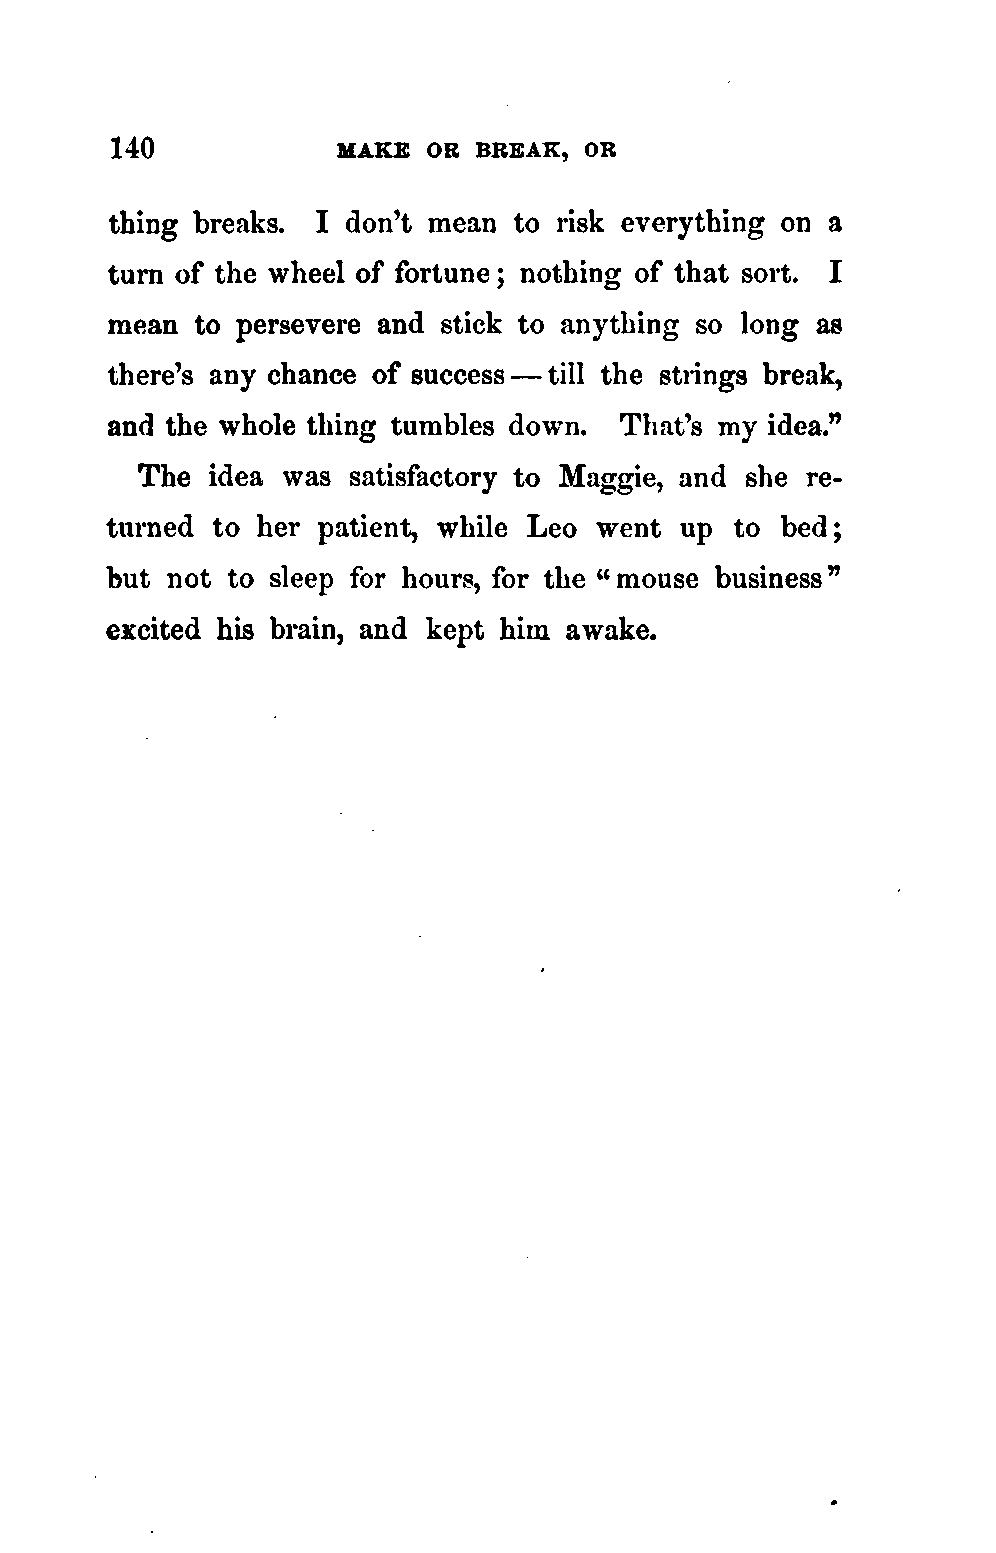 140 MAKE OR BREAK, OR
thing breaks. I don't mean to risk everything on a
turn of the wheel of fortune; nothing of that sort. I
mean to persevere and stick to anything so long as
there's any chance of success — till the strings break,
and the whole thing tumbles down. That's my idea."
The idea was satisfactory to Maggie, and she re-
turned to her patient, while Leo went up to bed;
but not to sleep for hours, for the "mouse business"
excited his brain, and kept him awake.